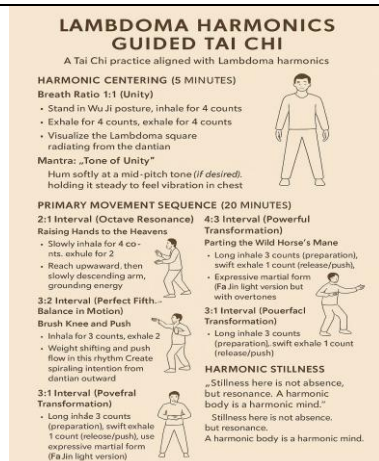 LAMBDOMA HARMONICS
GUIDED TAI CHI
A Tai Chi practice aligned with Lambdoma harmonics
HARMONIC CENTERING (5 MINUTES)
Breath Ratio 1:1 (Unity)
• Stand in Wu Ji posture, inhale for 4 counts
• Exhale for 4 counts, exhale for 4 counts
• Visualize the Lambdoma square
radiating from the dantian
Mantra: „Tone of Unity”
Hum softly at a mid-pitch tone (if desired).
holding it steady to feel vibration in chest
PRIMARY MOVEMENT SEQUENCE (20 MINUTES)
2:1 Interval (Octave Resonance)
Raising Hands to the Heavens
• Slowly inhala for 4 co-
nts. exhule for 2
• Reach upwaward, then
slowly descending arm,
grounding energy
3:2 Interval (Perfect Fifth.-
Balance in Motion)
Brush Knee and Push
• Inhala for 3 counts, exhale 2
• Weight shifting and push
flow in this rhythm Create
spiraling intention from
dantian outward
3:1 Interval (Povefral
Transformation)
• Long inhále 3 counts
(preparation), swift exhale
1 count (release/push), use
expressive martial form
(Fa Jin light version)
4:3 Interval (Powerful
Transformation)
Parting the Wild Horse's Mane
• Long inhale 3 counts (preparation),
swift exhale 1 count (release/push),
• Expressive martial form
(Fa Jin light version but
with overtones
3:1 Interval (Pouerfacl
Transformation)
• Long inhale 3 counts
(preparation), swift exhale 1 count
(release/push)
HARMONIC STILLNESS
„Stillness here is not absence,
but resonance. A harmonic
body is a harmonic mind.”
Stillness here is not absence.
but resonance.
A harmonic body is a harmonic mind.